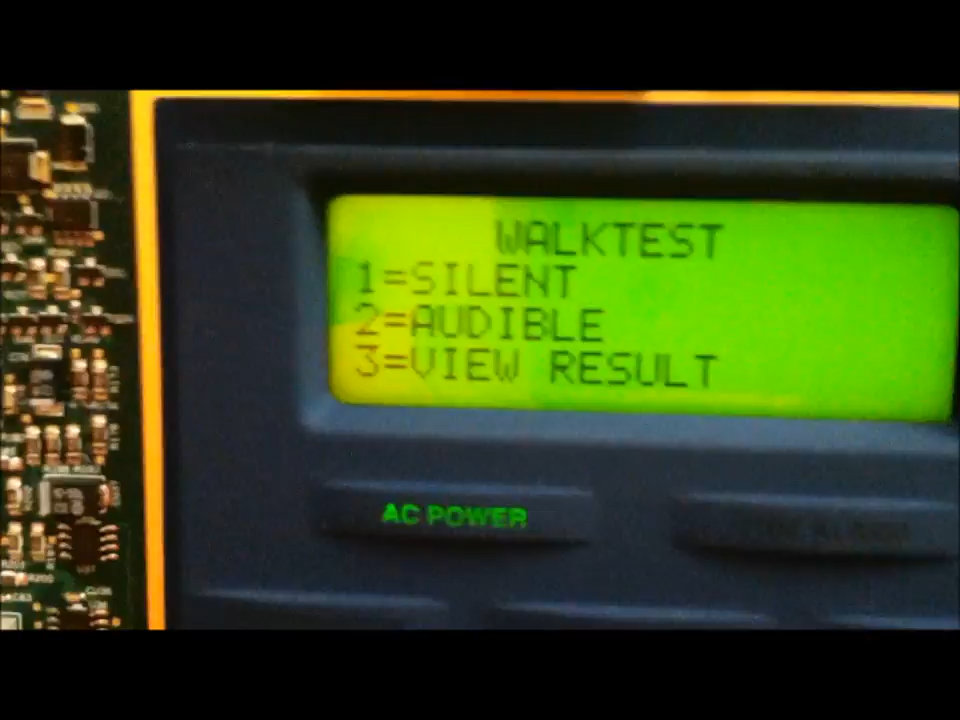 WALKTEST
1=SILENT
2=AUDIBLE
3=VIEW RESULT
AC POWER